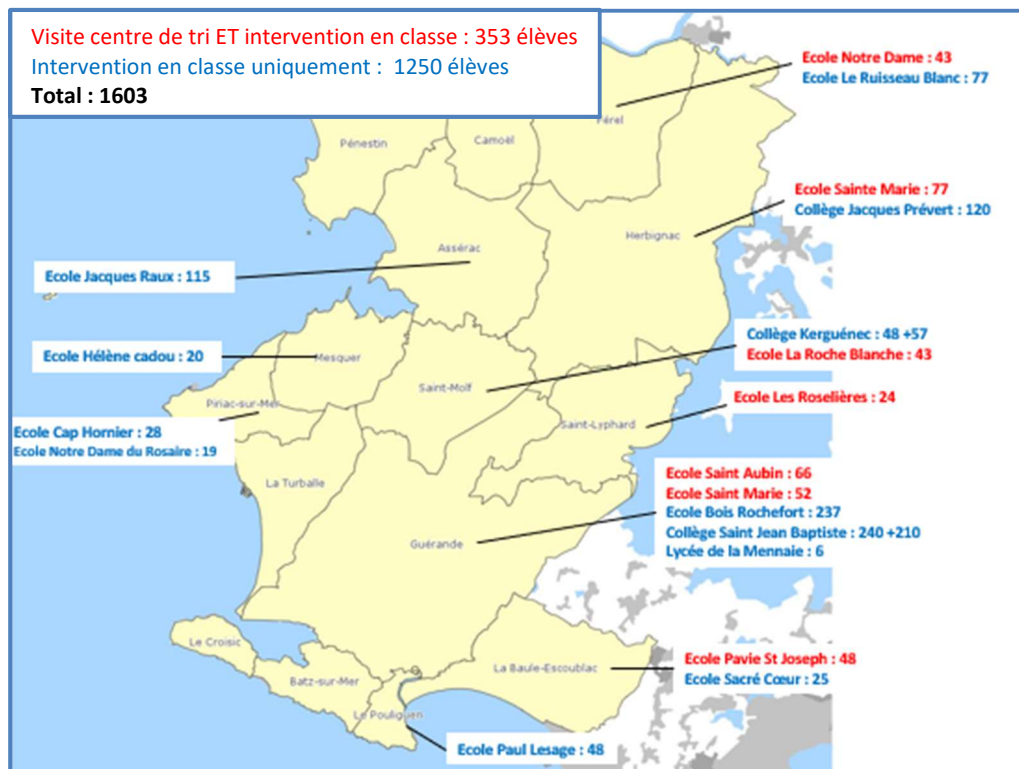 Visite centre de tri ET intervention en classe : 353 élèves
Intervention en classe uniquement :  1250 élèves
Total : 1603
Ecole Notre Dame : 43
Ecole Le Ruisseau Blanc : 77
Férel
Pénestin
Camoël
Ecole Sainte Marie : 77
Collège Jacques Prévert : 120
Herbignac
Assérac
Ecole Jacques Raux : 115
Collège Kerguénec : 48 +57
Ecole La Roche Blanche : 43
Ecole Hélène cadou : 20
Mesquer
Saint-Molf
Ecole Les Roselières : 24
Piriac-sur-Mer
Saint-Lyphard
Ecole Cap Hornier : 28
Ecole Notre Dame du Rosaire : 19
La Turballe
Ecole Saint Aubin : 66
Ecole Saint Marie : 52
Ecole Bois Rochefort : 237
Collège Saint Jean Baptiste : 240 +210
Lycée de la Mennaie : 6
Guérande
Le Croisic
Batz-sur-Mer
La Baule-Escoublac
Ecole Pavie St Joseph : 48
Ecole Sacré Cœur : 25
Le Pouliguen
Ecole Paul Lesage : 48